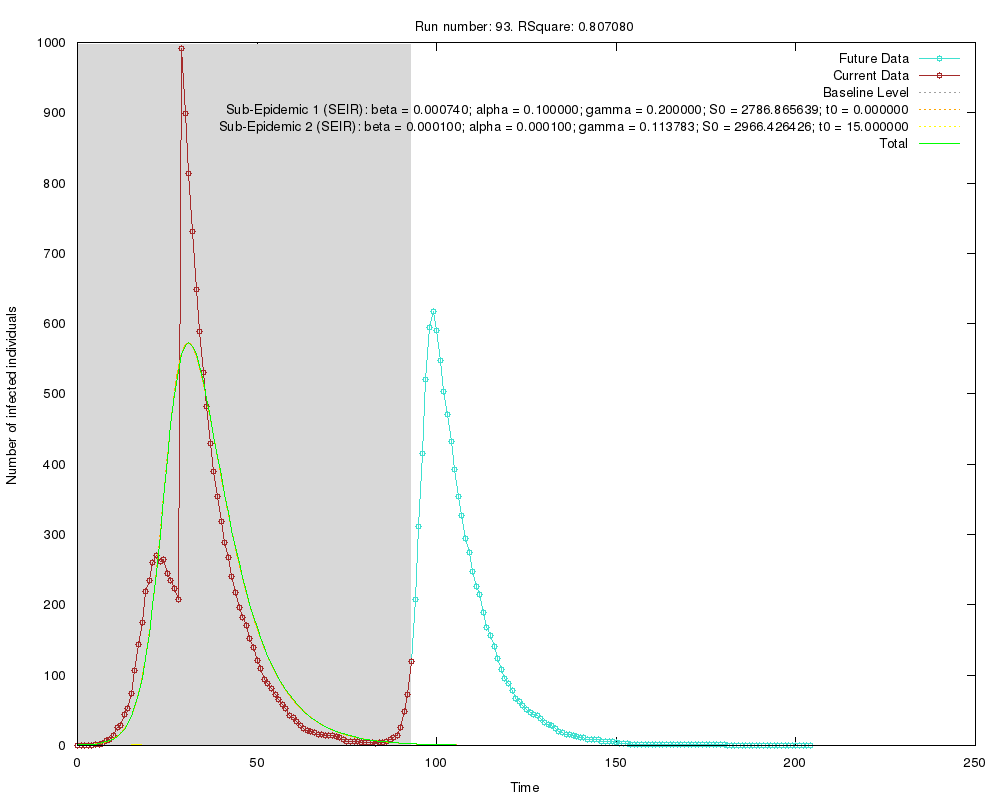 Run number: 93. RSquare: 0.807080
Future Data
Current Data
Baseline Level
Sub-Epidemic 1 (SEIR): beta = 0.000740; alpha = 0.100000; gamma = 0.200000; S0 = 2786.865639; t0 = 0.000000
Sub-Epidemic 2 (SEIR): beta = 0.000100; alpha = 0.000100; gamma = 0.113783; S0 = 2966.426426; t0 = 15.000000
Total
1000
900
800
700
600
500
400
300
200
100
0
Number of infected individuals
0 50 100 150 200 250
Time